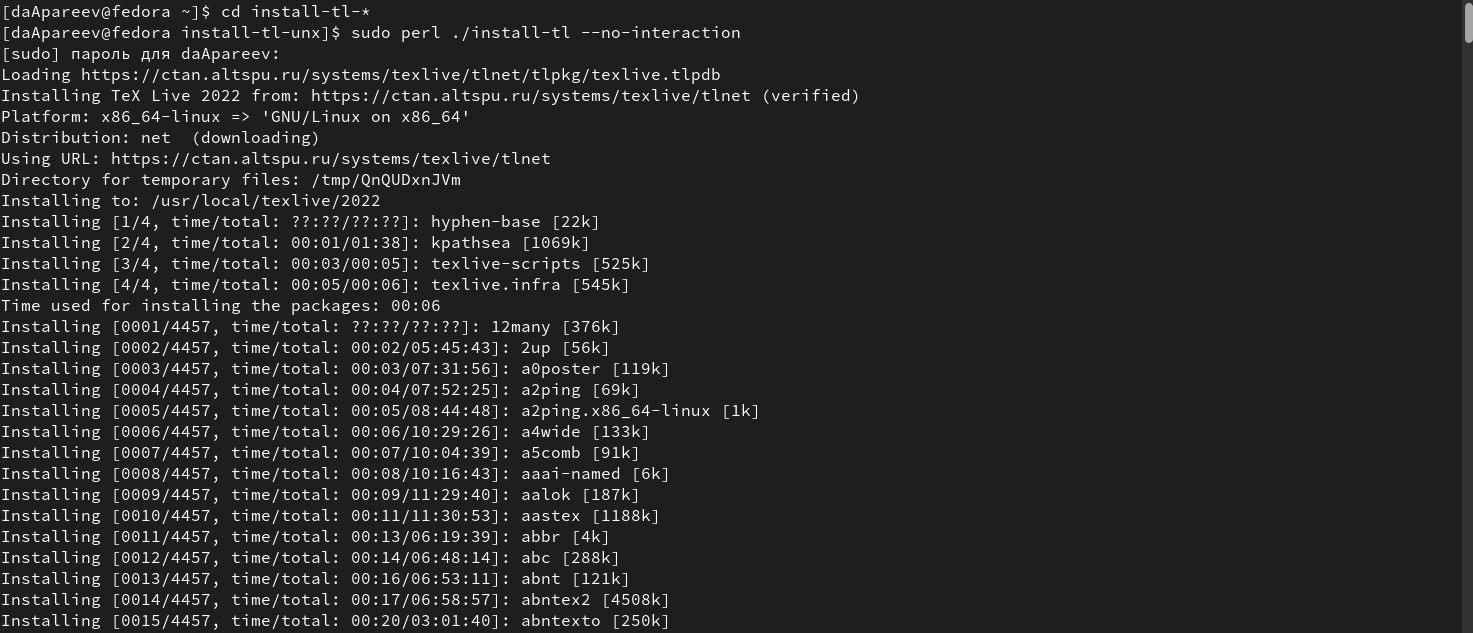 [daApareev@fedora ~]$ cd install-tl-*
[daApareev@fedora install-tl-unx]$ sudo perl ./install-tl --no-interaction
[sudo] пароль для daApareev:
Loading https://ctan.altspu.ru/systems/texlive/tlnet/tlpkg/texlive.tlpdb
Installing TeX Live 2022 from: https://ctan.altspu.ru/systems/texlive/tlnet (verified)
Platform: x86_64-linux => 'GNU/Linux on x86_64'
Distribution: net  (downloading)
Using URL: https://ctan.altspu.ru/systems/texlive/tlnet
Directory for temporary files: /tmp/QnQUDxnJVm
Installing to: /usr/local/texlive/2022
Installing [1/4, time/total: ??:??/??:??]: hyphen-base [22k]
Installing [2/4, time/total: 00:01/01:38]: kpathsea [1069k]
Installing [3/4, time/total: 00:03/00:05]: texlive-scripts [525k]
Installing [4/4, time/total: 00:05/00:06]: texlive.infra [545k]
Time used for installing the packages: 00:06
Installing [0001/4457, time/total: ??:??/??:??]: 12many [376k]
Installing [0002/4457, time/total: 00:02/05:45:43]: 2up [56k]
Installing [0003/4457, time/total: 00:03/07:31:56]: a0poster [119k]
Installing [0004/4457, time/total: 00:04/07:52:25]: a2ping [69k]
Installing [0005/4457, time/total: 00:05/08:44:48]: a2ping.x86_64-linux [1k]
Installing [0006/4457, time/total: 00:06/10:29:26]: a4wide [133k]
Installing [0007/4457, time/total: 00:07/10:04:39]: a5comb [91k]
Installing [0008/4457, time/total: 00:08/10:16:43]: aaai-named [6k]
Installing [0009/4457, time/total: 00:09/11:29:40]: aalok [187k]
Installing [0010/4457, time/total: 00:11/11:30:53]: aastex [1188k]
Installing [0011/4457, time/total: 00:13/06:19:39]: abbr [4k]
Installing [0012/4457, time/total: 00:14/06:48:14]: abc [288k]
Installing [0013/4457, time/total: 00:16/06:53:11]: abnt [121k]
Installing [0014/4457, time/total: 00:17/06:58:57]: abntex2 [4508k]
Installing [0015/4457, time/total: 00:20/03:01:40]: abntexto [250k]